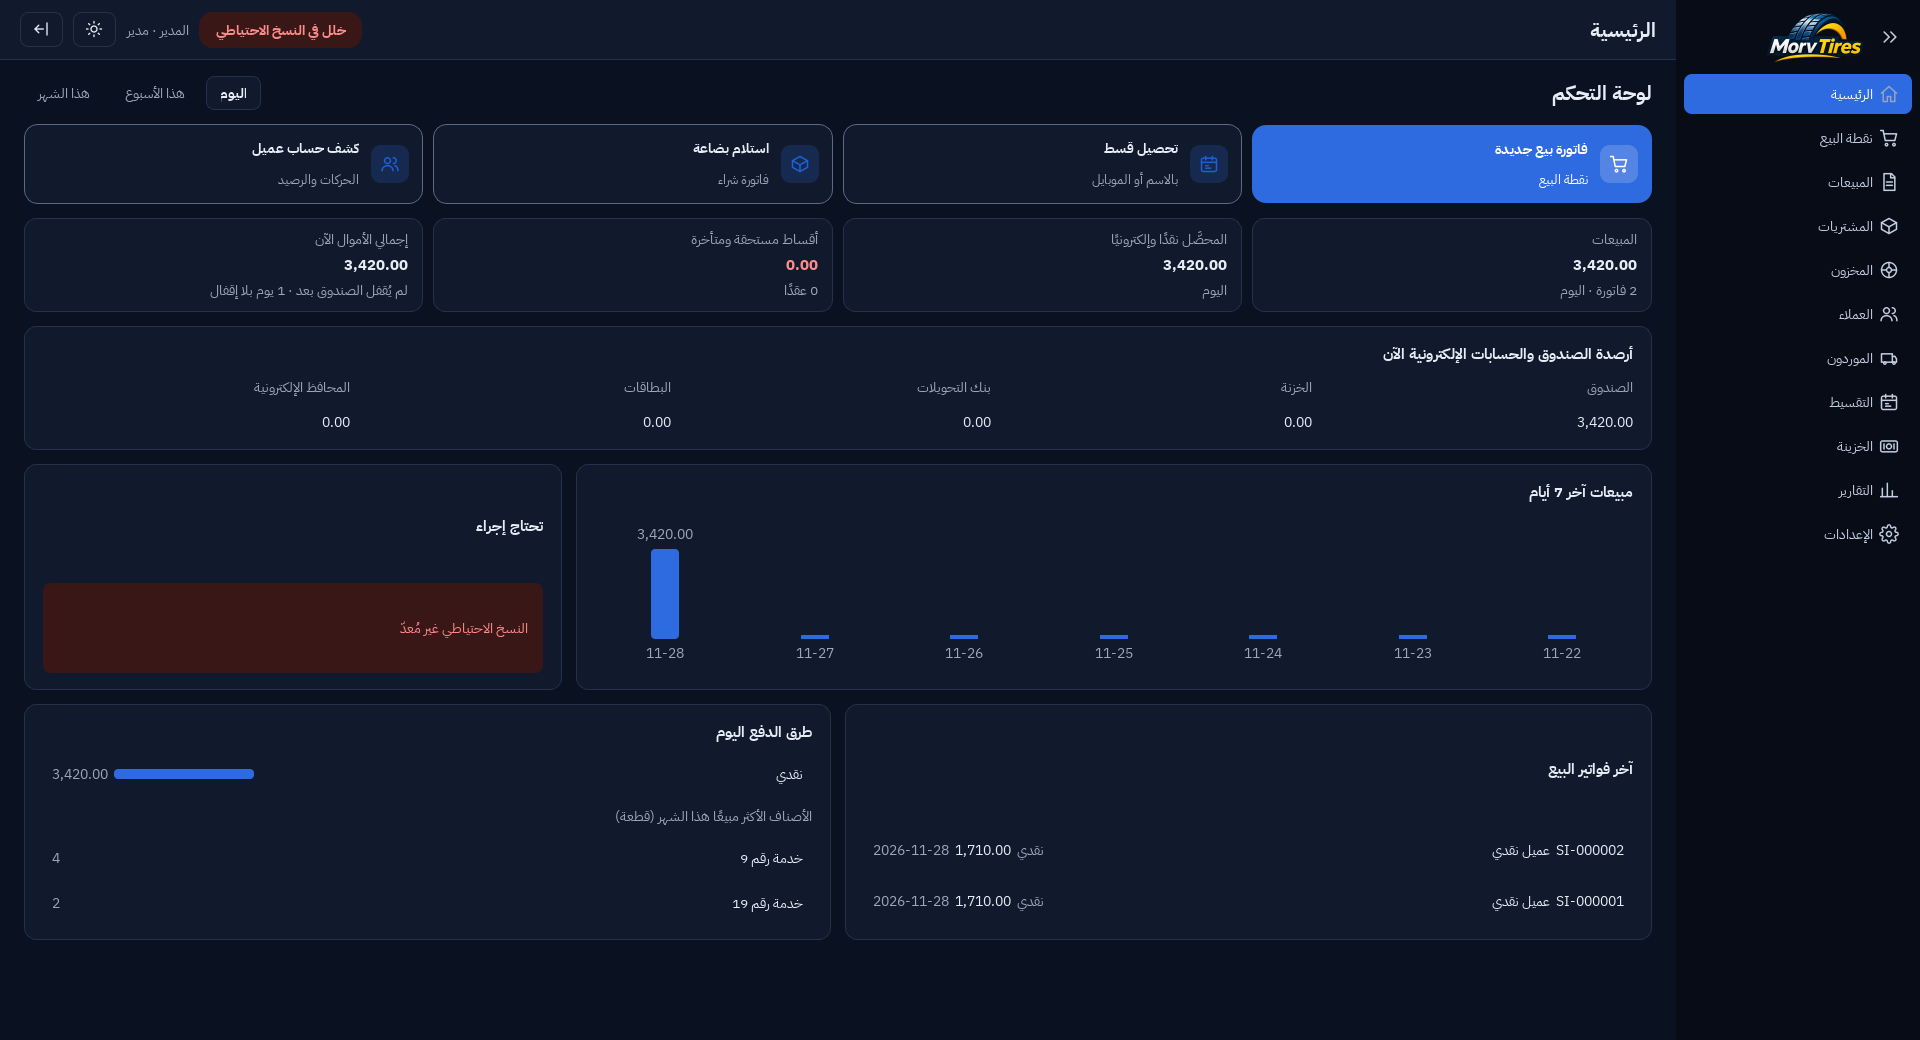 MorvTires
الرئيسية
نقطة البيع
المبيعات
المشتريات
المخزون
العملاء
الموردون
التقسيط
الخزينة
التقارير
الإعدادات
الرئيسية
خلل في النسخ الاحتياطي
المدير · مدير
لوحة التحكم
اليوم
هذا الأسبوع
هذا الشهر
فاتورة بيع جديدة
نقطة البيع
تحصيل قسط
بالاسم أو الموبايل
استلام بضاعة
فاتورة شراء
كشف حساب عميل
الحركات والرصيد
المبيعات
3,420.00
2 فاتورة · اليوم
المحصَّل نقدًا وإلكترونيًا
3,420.00
اليوم
أقساط مستحقة ومتأخرة
0.00
0 عقدًا
إجمالي الأموال الآن
3,420.00
لم يُقفل الصندوق بعد · 1 يوم بلا إقفال
أرصدة الصندوق والحسابات الإلكترونية الآن
الصندوق
3,420.00
الخزنة
0.00
بنك التحويلات
0.00
البطاقات
0.00
المحافظ الإلكترونية
0.00
مبيعات آخر 7 أيام
3,420.00
11-22
11-23
11-24
11-25
11-26
11-27
11-28
تحتاج إجراء
النسخ الاحتياطي غير مُعدّ
آخر فواتير البيع
SI-000002 عميل نقدي نقدي 1,710.00 2026-11-28
SI-000001 عميل نقدي نقدي 1,710.00 2026-11-28
طرق الدفع اليوم
نقدي 3,420.00
الأصناف الأكثر مبيعًا هذا الشهر (قطعة)
خدمة رقم 9 4
خدمة رقم 19 2